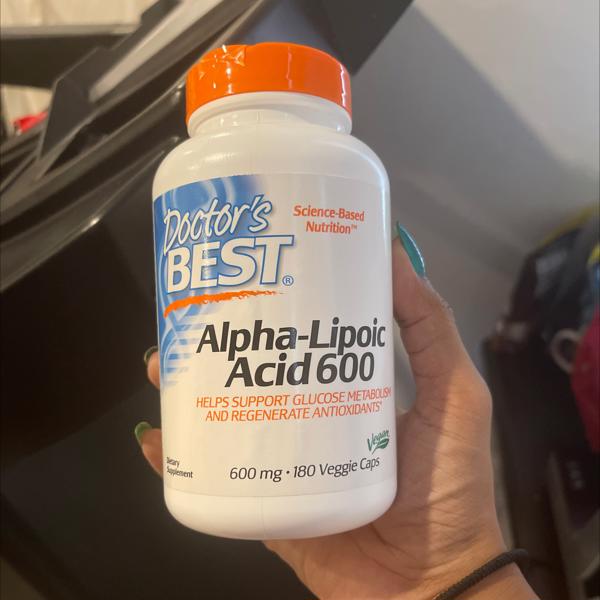 Doctor's
BEST®
Science-Based
Nutrition™
Alpha-Lipoic
Acid 600
HELPS SUPPORT GLUCOSE METABOLISM
AND REGENERATE ANTIOXIDANTS*
Vegan
Dietary
Supplement
600 mg • 180 Veggie Caps